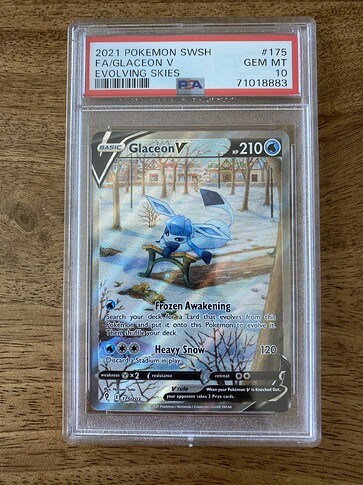 2021 POKEMON SWSH #175
FA/GLACEON V GEM MT
EVOLVING SKIES PSA 10
71018883
BASIC Glaceon V HP 210
Frozen Awakening
Search your deck for a card that evolves from this
Pokémon and put it onto this Pokémon to evolve it.
Then, shuffle your deck.
Heavy Snow 120
Discard a Stadium in play.
weakness ×2 resistance retreat
V rule When your Pokémon V is Knocked Out,
your opponent takes 2 Prize cards.
175/203